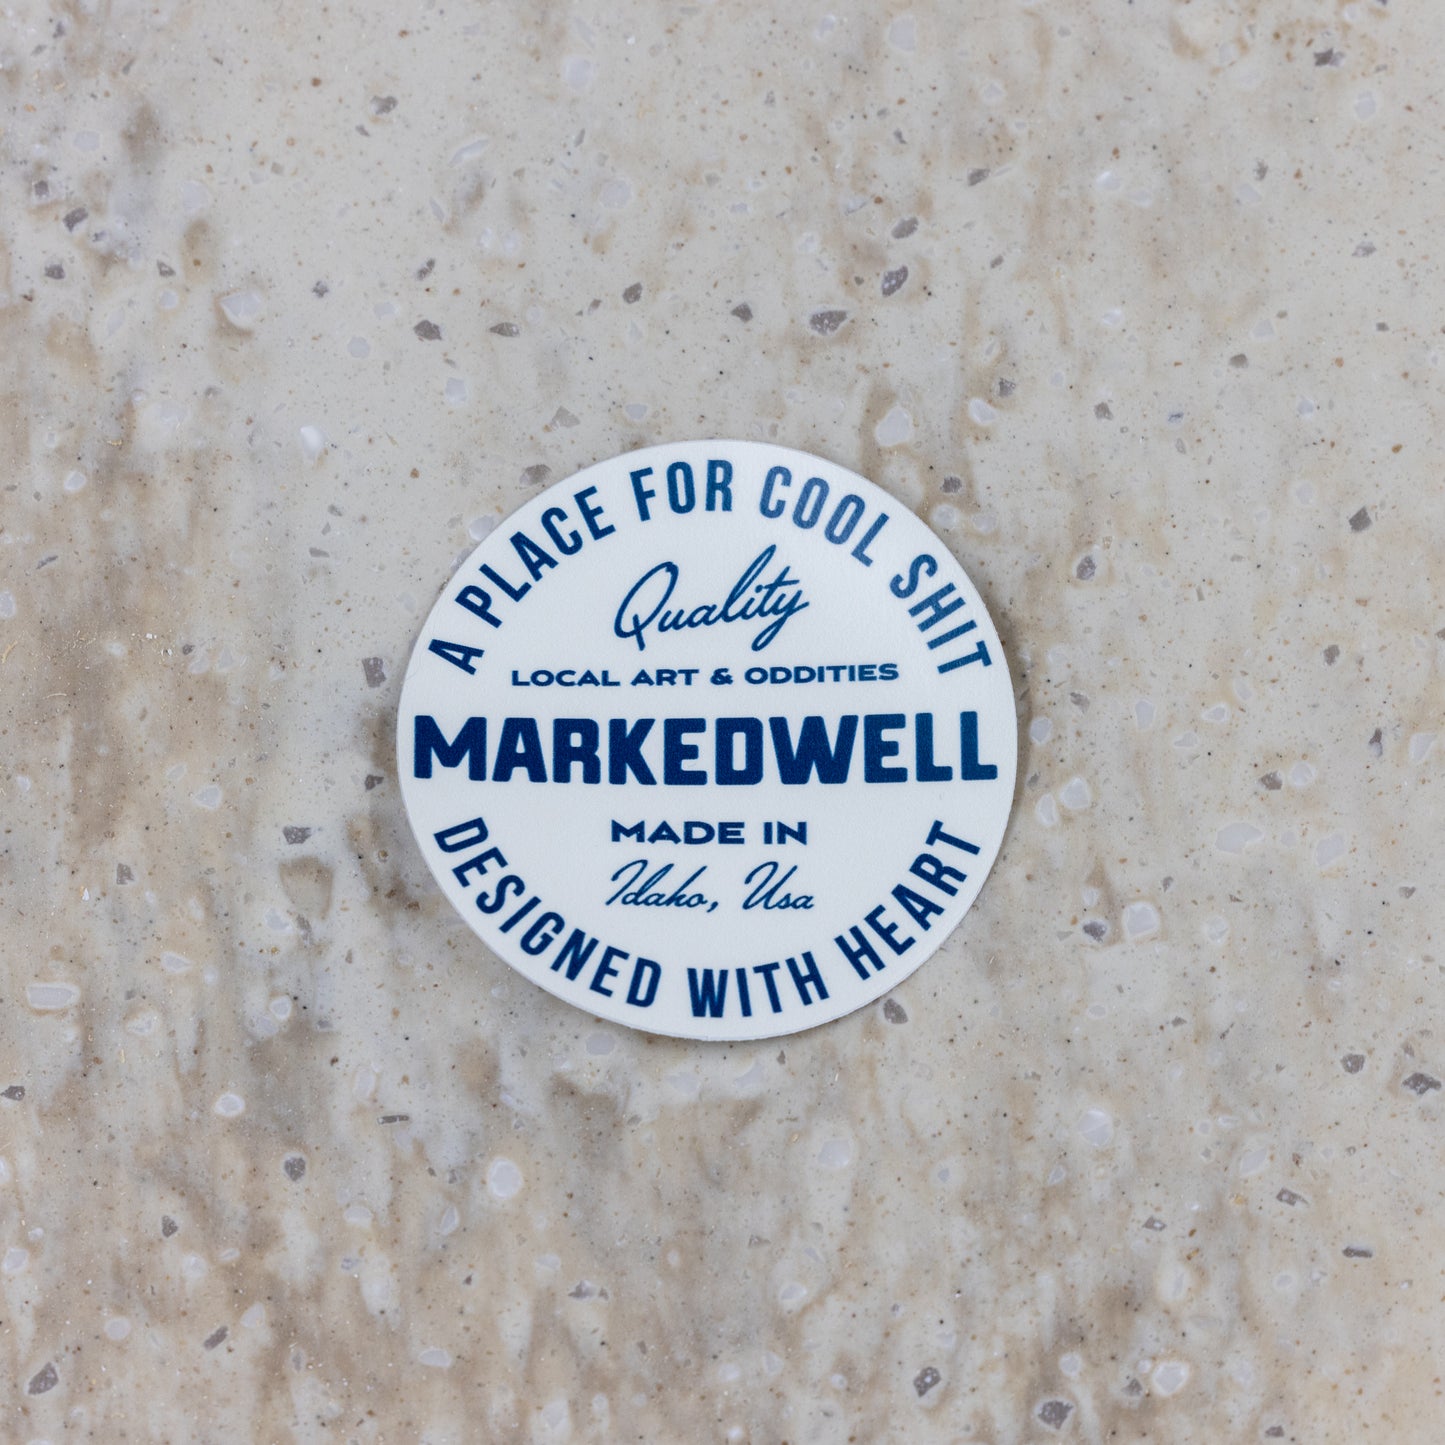 A PLACE FOR COOL SHIT
Quality
LOCAL ART & ODDITIES
MARKEDWELL
MADE IN
Idaho, Usa
DESIGNED WITH HEART